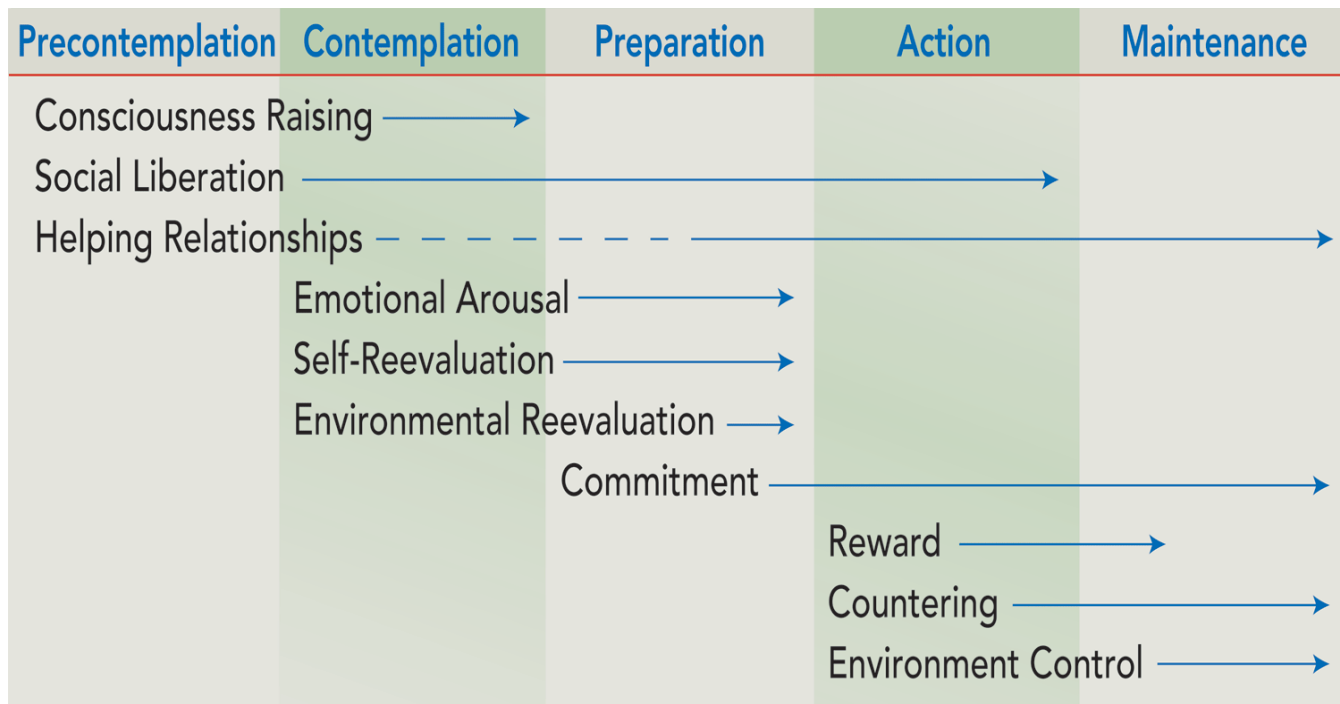 Precontemplation Contemplation Preparation Action Maintenance
Consciousness Raising
Social Liberation
Helping Relationships
Emotional Arousal
Self-Reevaluation
Environmental Reevaluation
Commitment
Reward
Countering
Environment Control